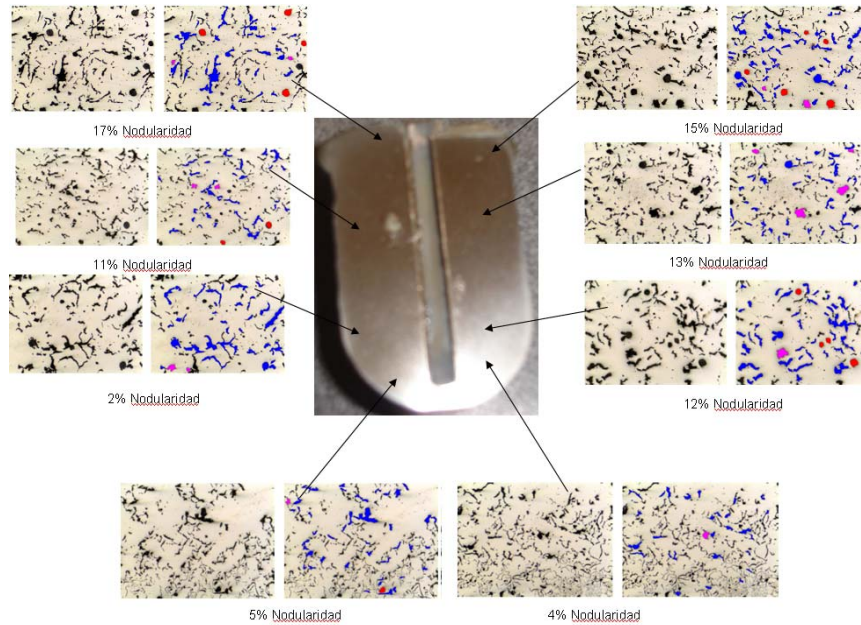 17% Nodularidad
15% Nodularidad
11% Nodularidad
13% Nodularidad
2% Nodularidad
12% Nodularidad
5% Nodularidad
4% Nodularidad